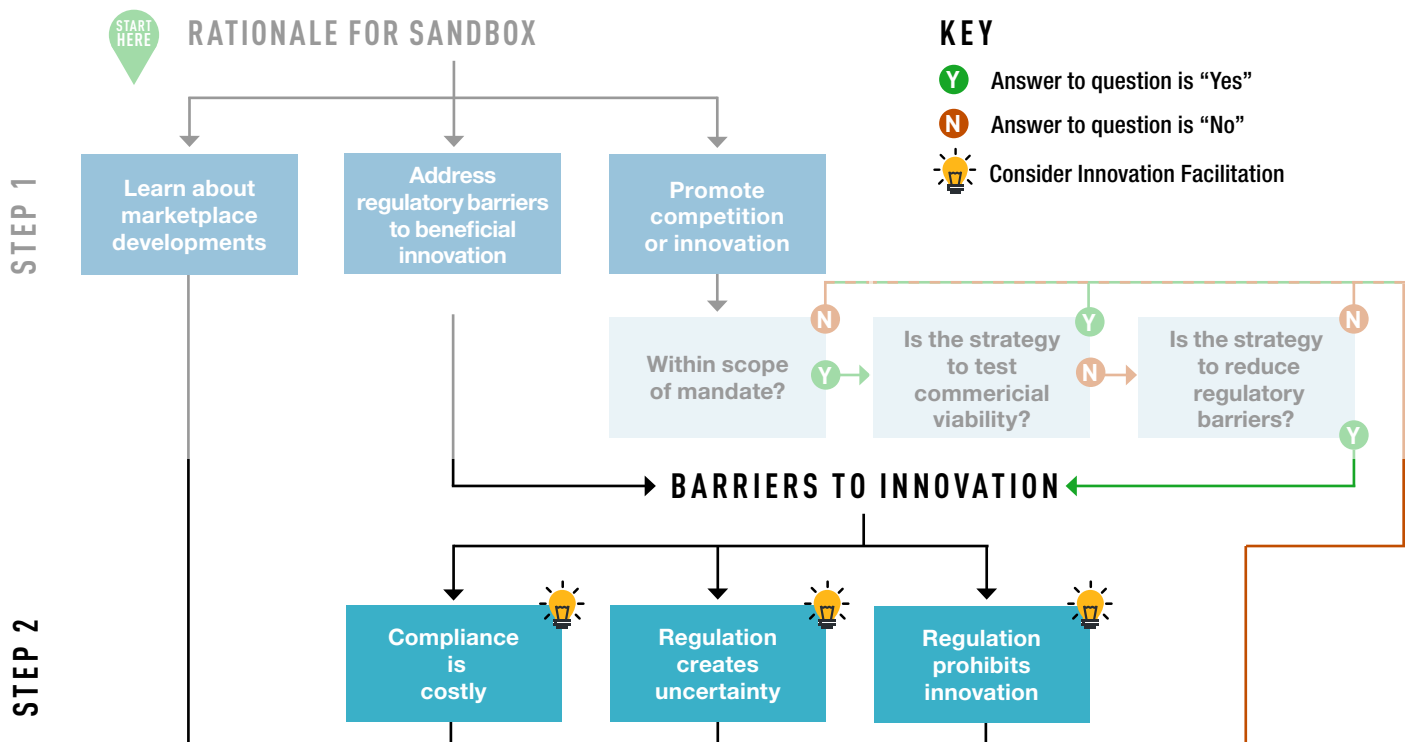 START
HERE
RATIONALE FOR SANDBOX
KEY
Y Answer to question is “Yes”
N Answer to question is “No”
Consider Innovation Facilitation
STEP 1
Learn about
marketplace
developments
Address
regulatory barriers
to beneficial
innovation
Promote
competition
or innovation
N
Within scope
of mandate?
Y
Y
Is the strategy
to test
commericial
viability?
N
N
Is the strategy
to reduce
regulatory
barriers?
Y
BARRIERS TO INNOVATION
STEP 2
Compliance
is
costly
Regulation
creates
uncertainty
Regulation
prohibits
innovation